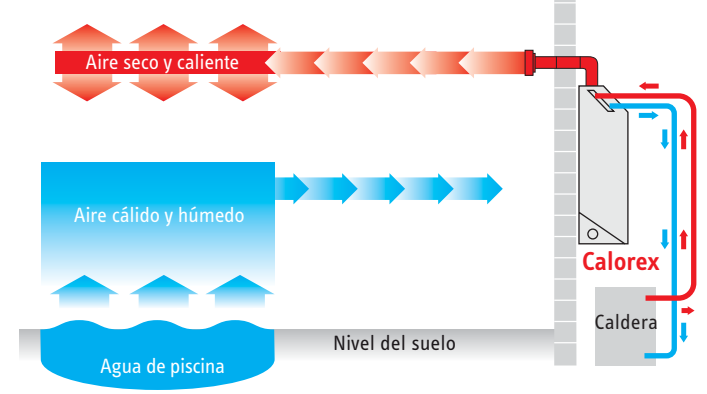 Aire seco y caliente
Aire cálido y húmedo
Calorex
Caldera
Nivel del suelo
Agua de piscina